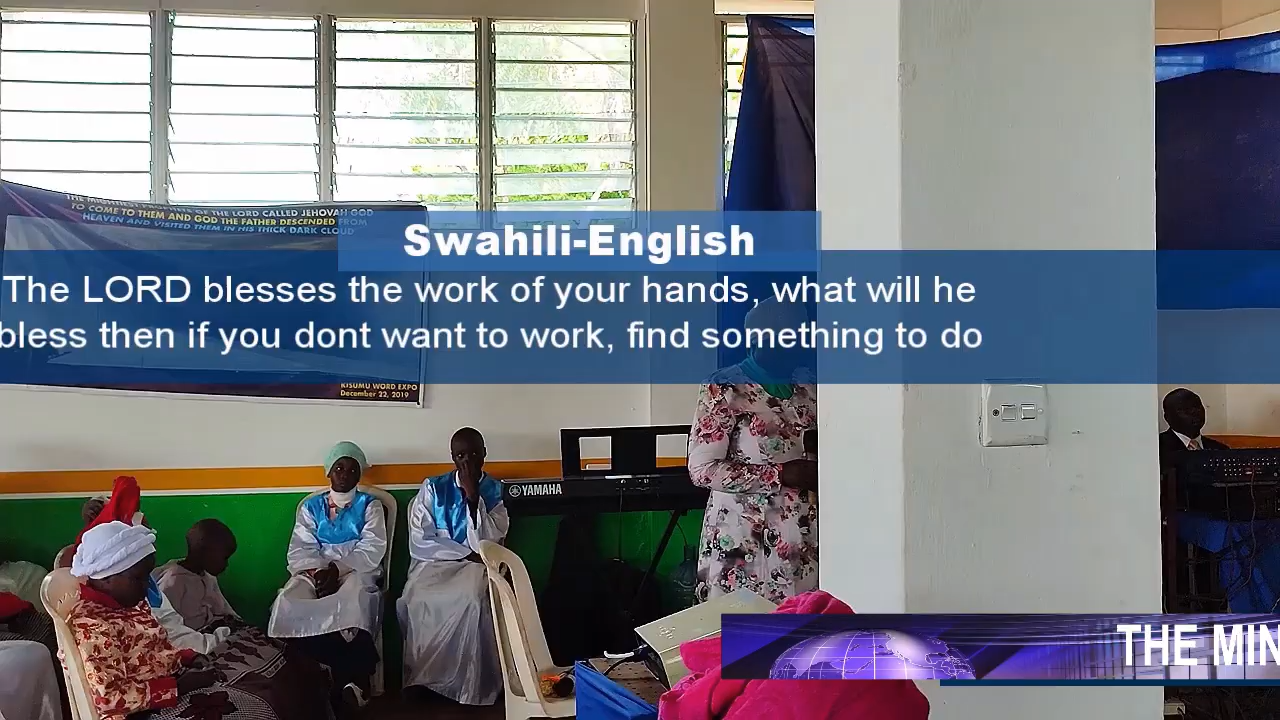 THE MIGHTIEST PROPHETS OF THE LORD CALLED JEHOVAH GOD
TO COME TO THEM AND GOD THE FATHER DESCENDED FROM
HEAVEN AND VISITED THEM IN HIS THICK DARK CLOUD
Swahili-English
The LORD blesses the work of your hands, what will he
bless then if you dont want to work, find something to do
KISUMU WORD EXPO
December 22, 2019
YAMAHA
THE MIN